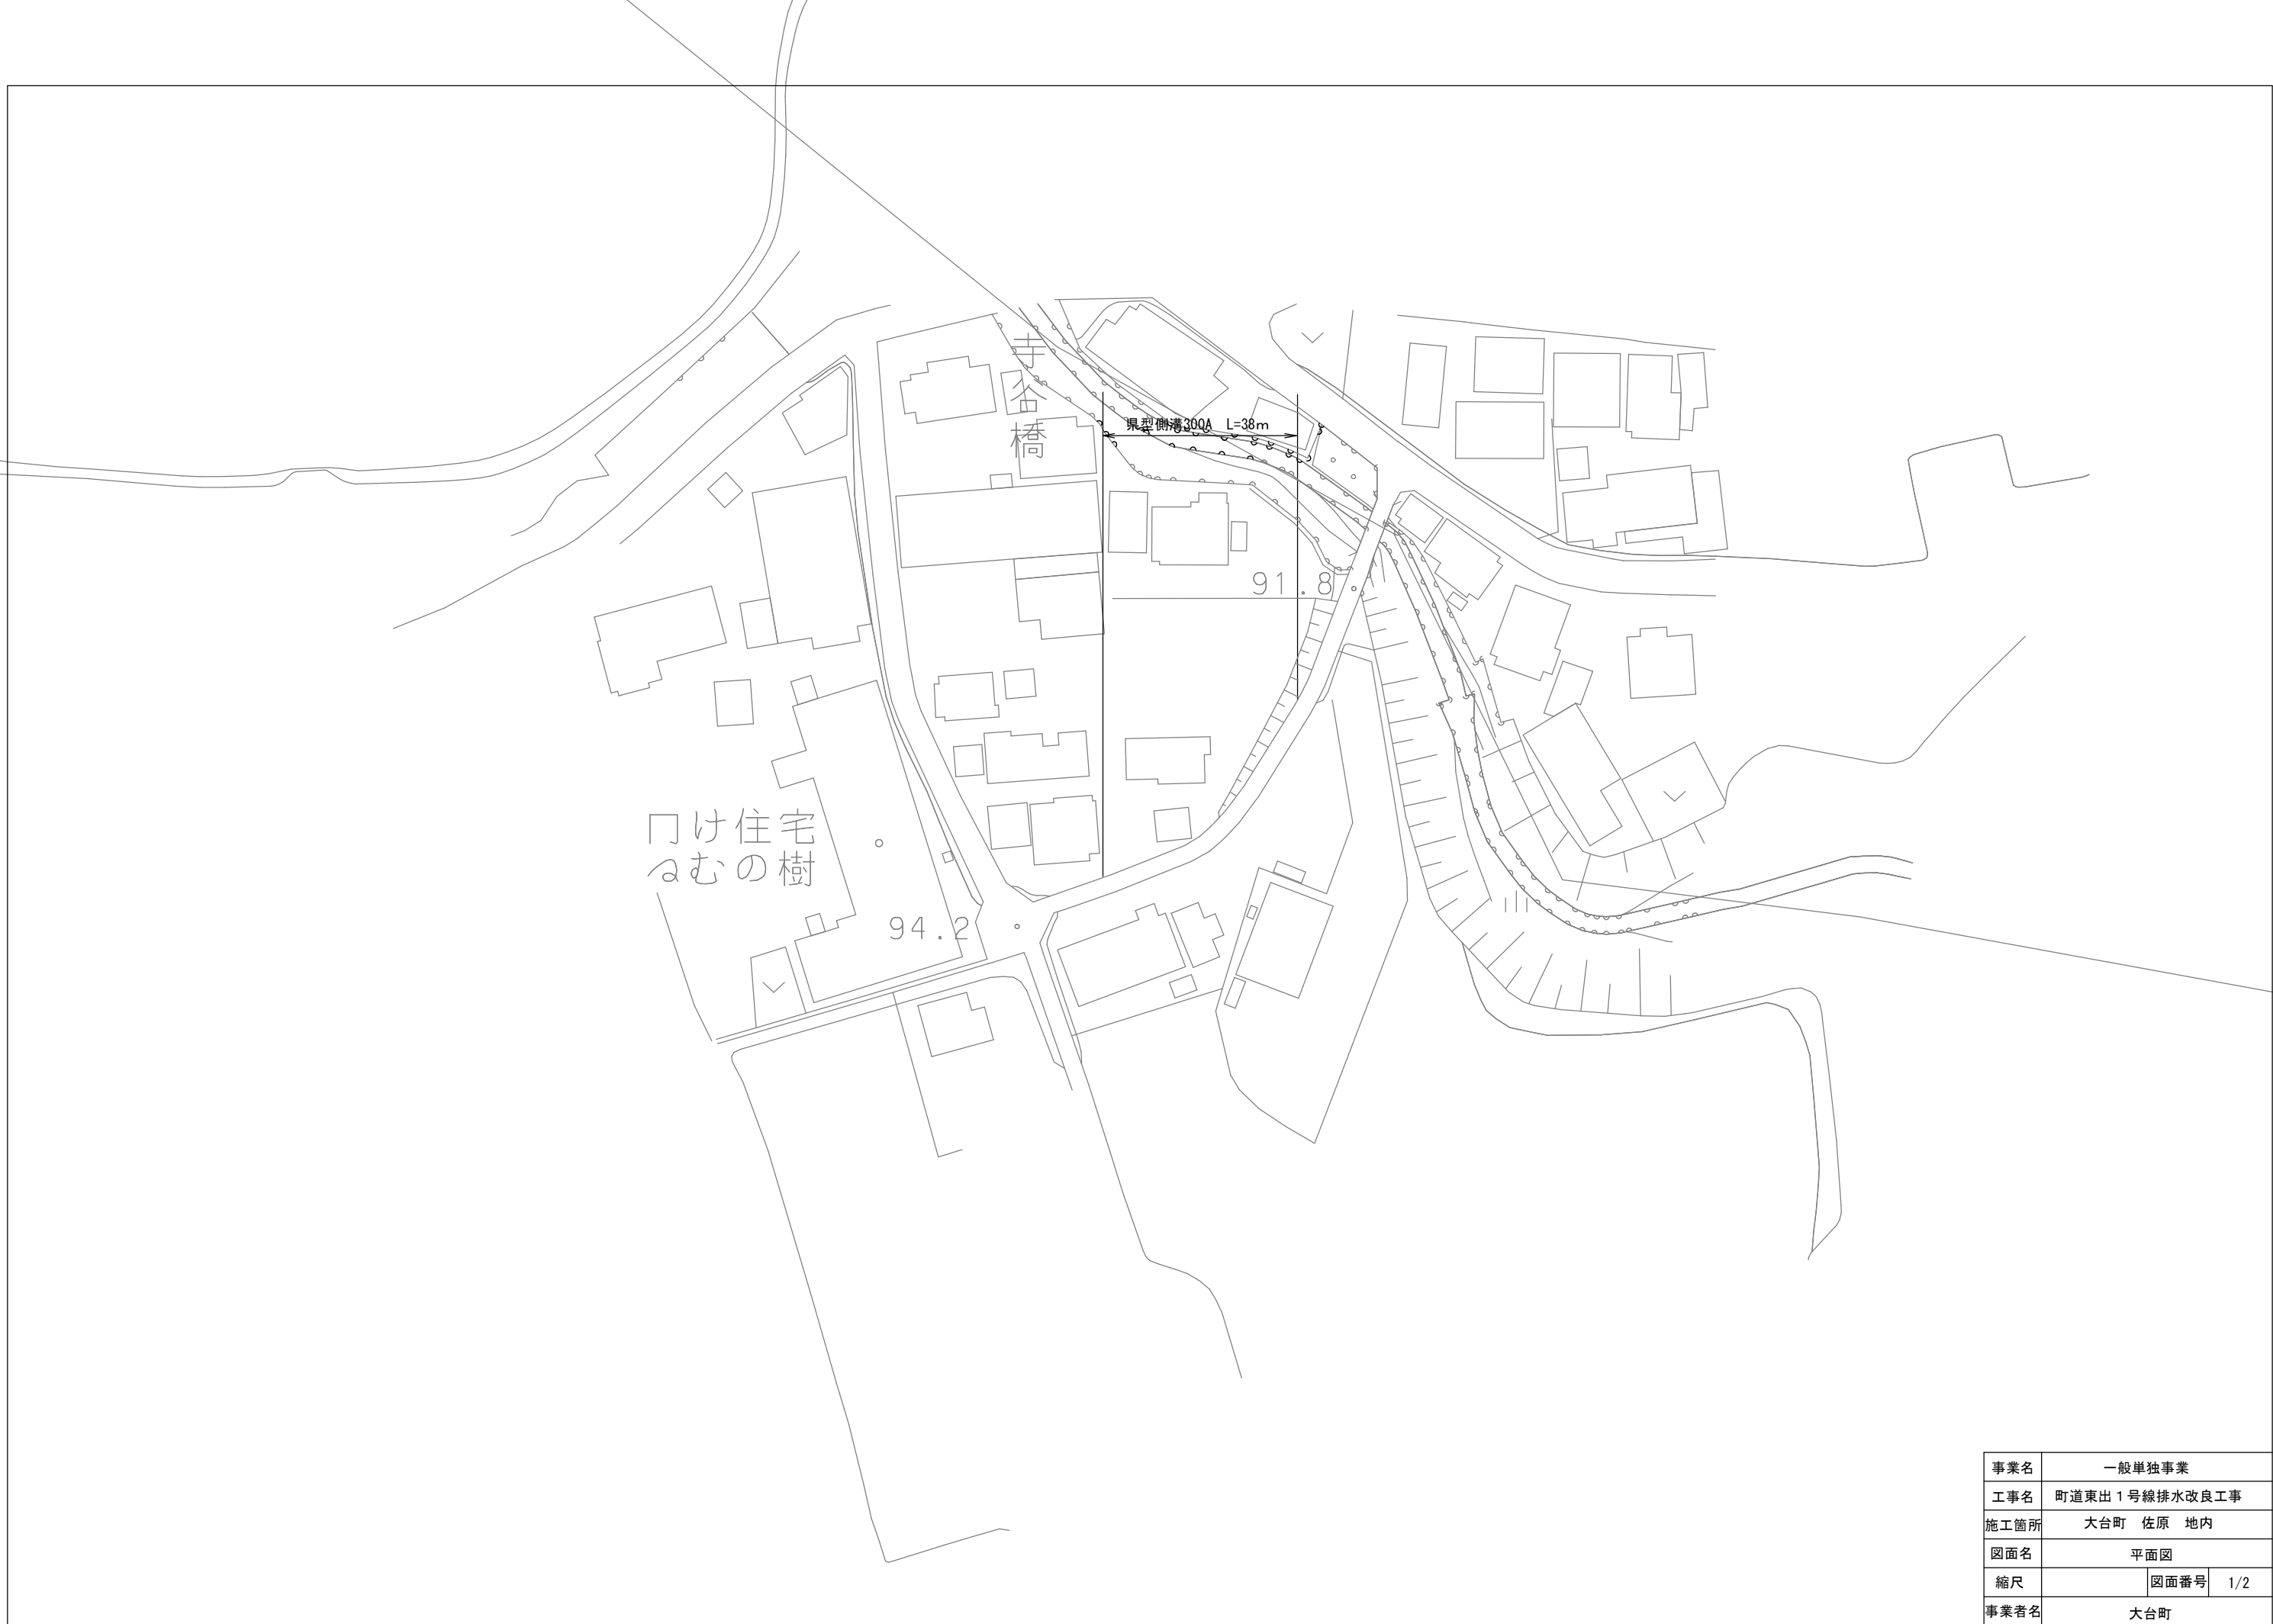 寺谷橋
県型側溝300A L=38m
91.8
円け住宅
ねむの樹
94.2
事業名 一般単独事業
工事名 町道東出１号線排水改良工事
施工箇所 大台町 佐原 地内
図面名 平面図
縮尺 図面番号 1/2
事業者名 大台町